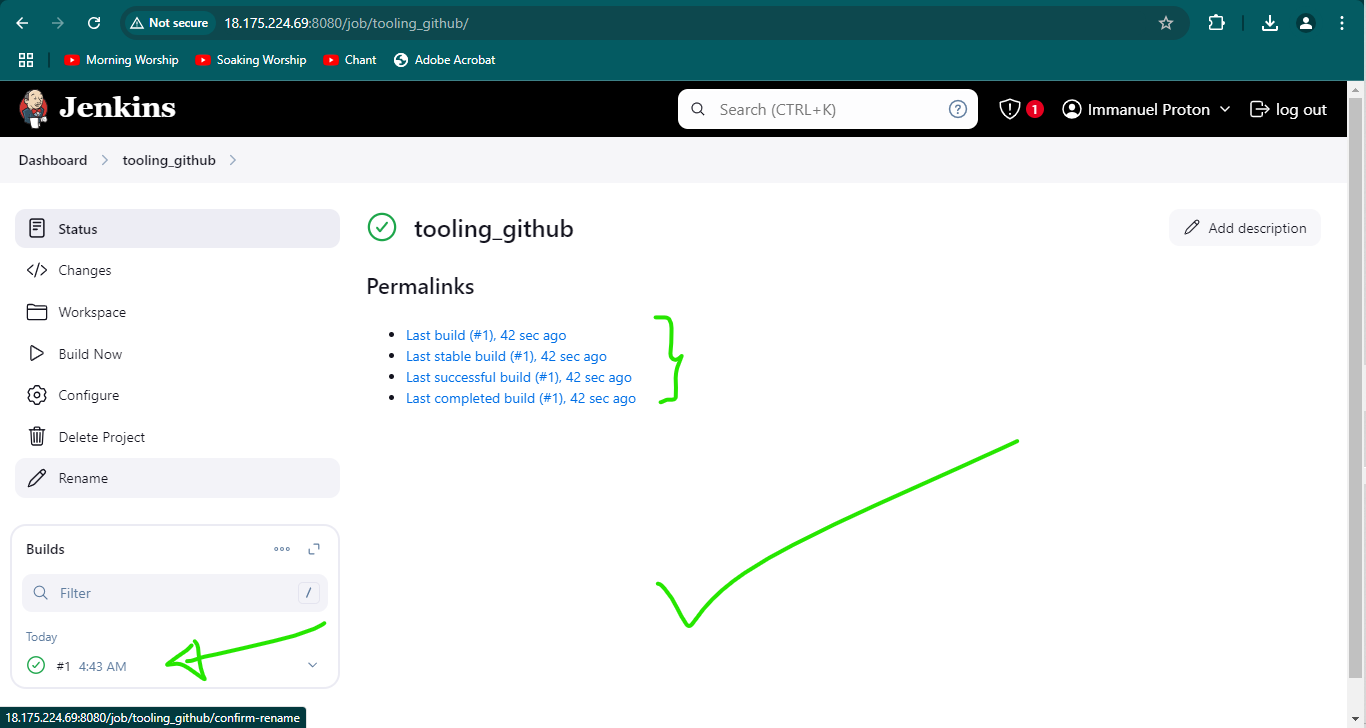 Not secure 18.175.224.69:8080/job/tooling_github/
Morning Worship Soaking Worship Chant Adobe Acrobat
Jenkins Search (CTRL+K) ? 1 Immanuel Proton log out
Dashboard tooling_github
Status
Changes
Workspace
Build Now
Configure
Delete Project
Rename
tooling_github Add description
Permalinks
Last build (#1), 42 sec ago
Last stable build (#1), 42 sec ago
Last successful build (#1), 42 sec ago
Last completed build (#1), 42 sec ago
Builds
Filter /
Today
#1 4:43 AM
18.175.224.69:8080/job/tooling_github/confirm-rename